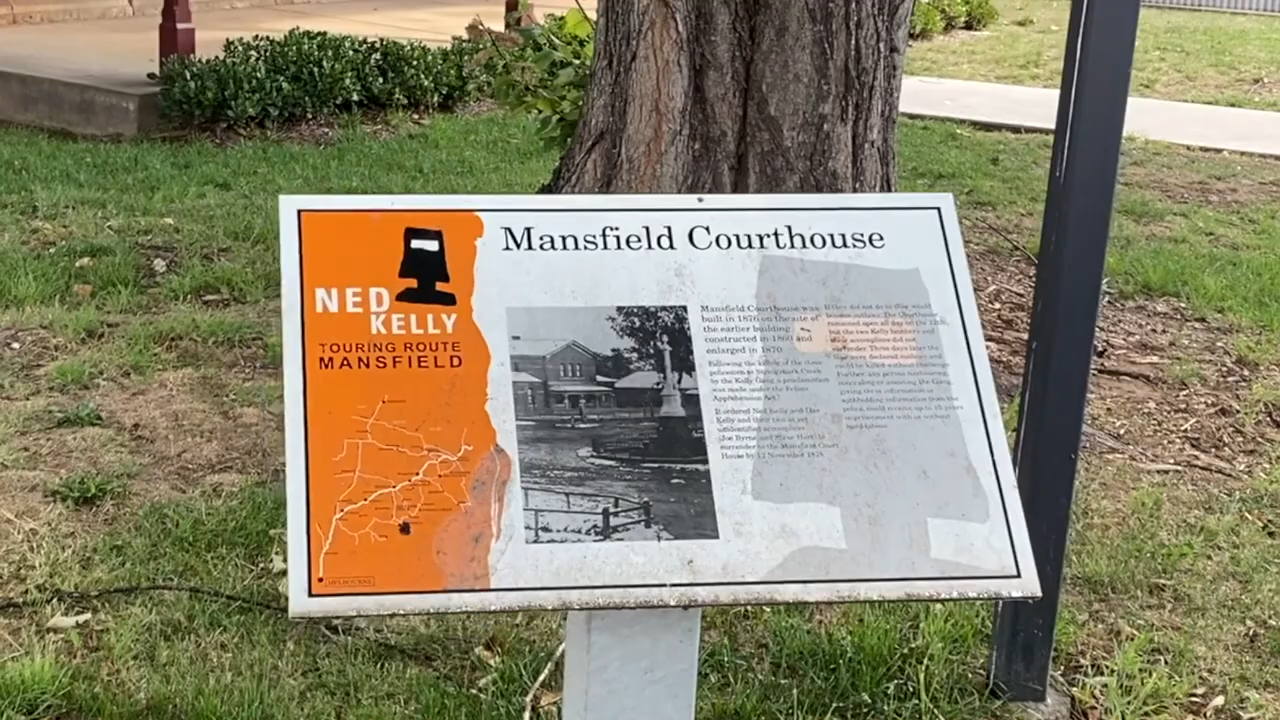 Mansfield Courthouse
NED
KELLY
TOURING ROUTE
MANSFIELD
Mansfield Courthouse was
built in 1876 on the site of
the earlier building
constructed in 1860 and
enlarged in 1870.
Following the killing of the three
policemen at Stringybark Creek
by the Kelly Gang a proclamation
was made under the Felons
Apprehension Act.
It ordered Ned Kelly and Dan
Kelly and their two as yet
unidentified accomplices
(Joe Byrne and Steve Hart) to
surrender to the Mansfield Court
House by 12 November 1878.
If they did not do so they would
become outlaws. The Courthouse
remained open all day on the 12th,
but the two Kelly brothers and
their accomplices did not
surrender. Three days later the
four were declared outlaws and
could be killed without challenge.
Further, any person harbouring,
concealing or assisting the Gang,
giving them information or
withholding information from the
police, could receive up to 15 years
imprisonment with or without
hard labour.
MELBOURNE